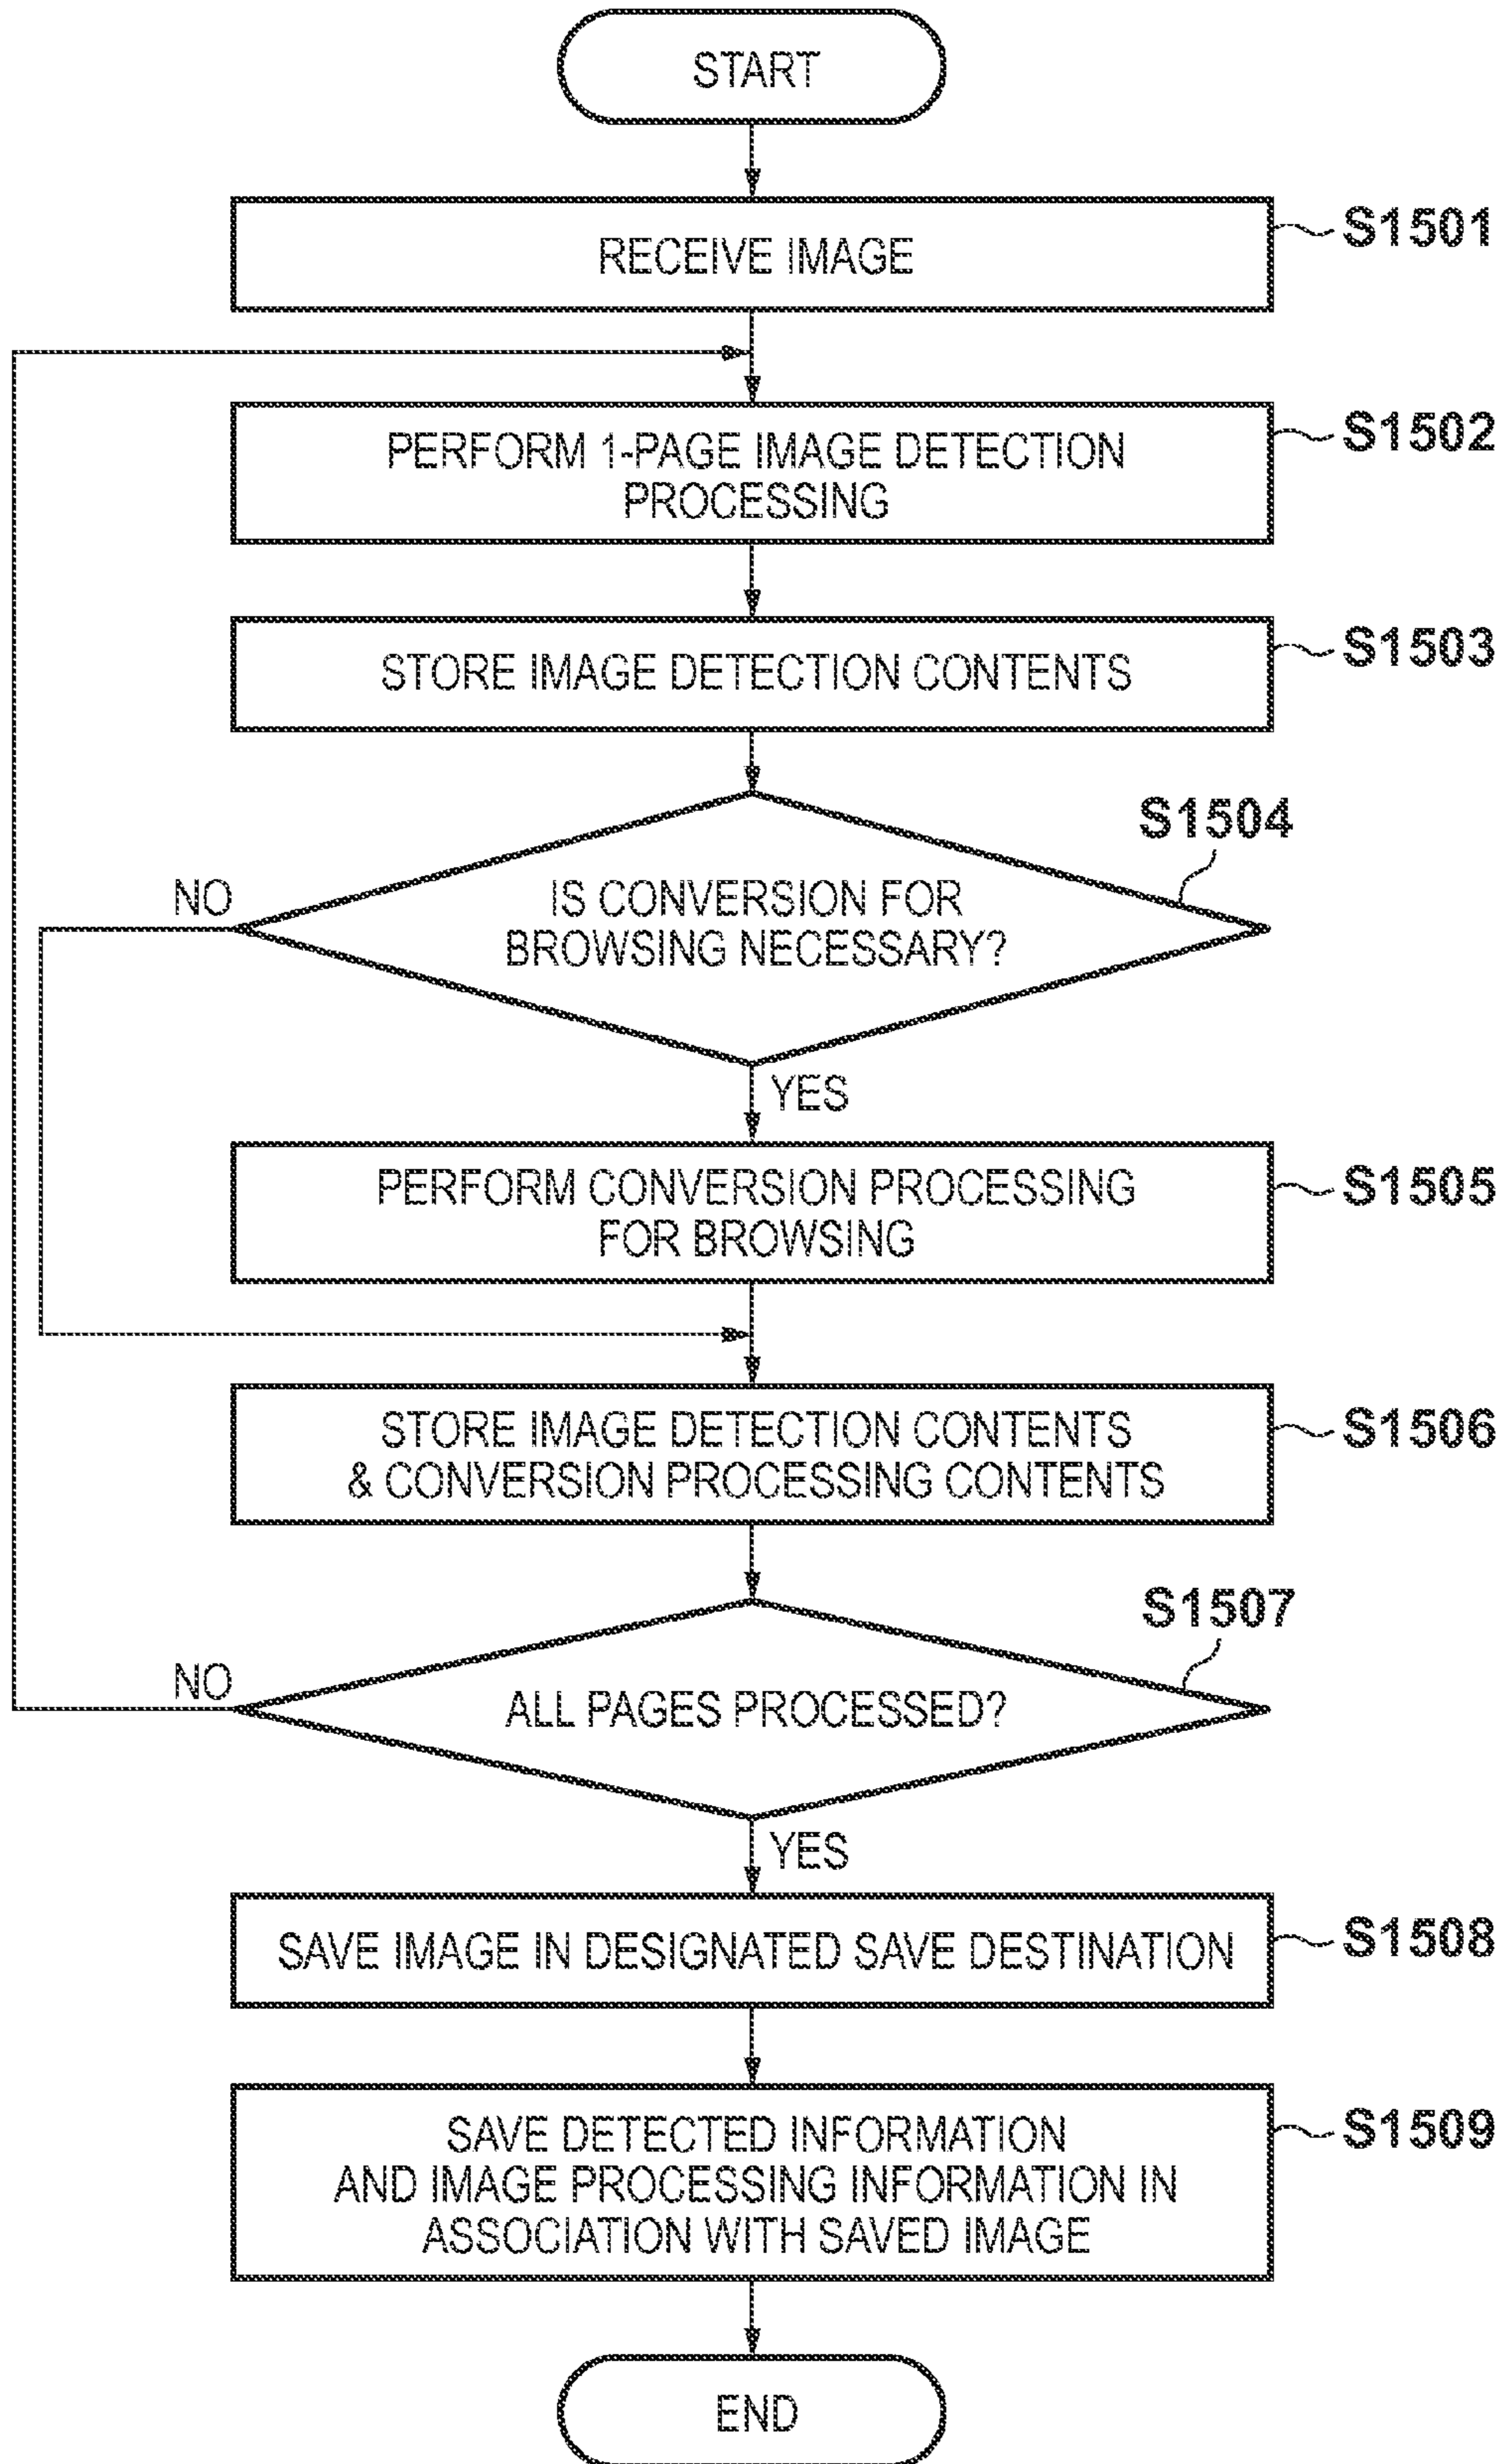 START
RECEIVE IMAGE
S1501
PERFORM 1-PAGE IMAGE DETECTION
PROCESSING
S1502
STORE IMAGE DETECTION CONTENTS
S1503
S1504
NO
IS CONVERSION FOR
BROWSING NECESSARY?
YES
PERFORM CONVERSION PROCESSING
FOR BROWSING
S1505
STORE IMAGE DETECTION CONTENTS
& CONVERSION PROCESSING CONTENTS
S1506
S1507
NO
ALL PAGES PROCESSED?
YES
SAVE IMAGE IN DESIGNATED SAVE DESTINATION
S1508
SAVE DETECTED INFORMATION
AND IMAGE PROCESSING INFORMATION IN
ASSOCIATION WITH SAVED IMAGE
S1509
END